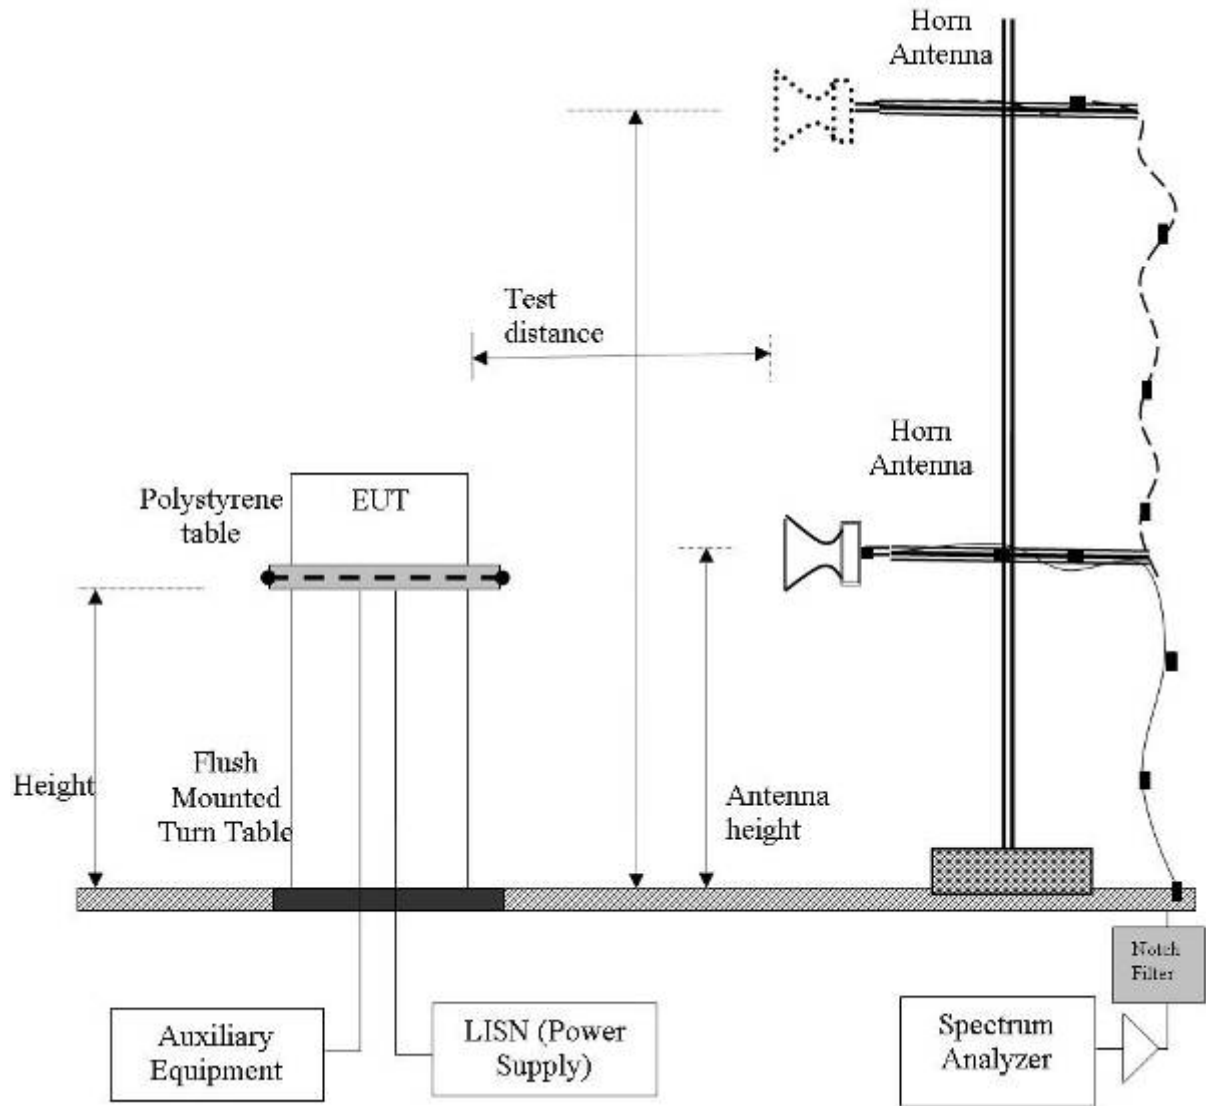 Horn
Antenna
Test
distance
Horn
Antenna
Polystyrene
table
EUT
Height
Flush
Mounted
Turn Table
Antenna
height
Notch
Filter
Auxiliary
Equipment
LISN (Power
Supply)
Spectrum
Analyzer